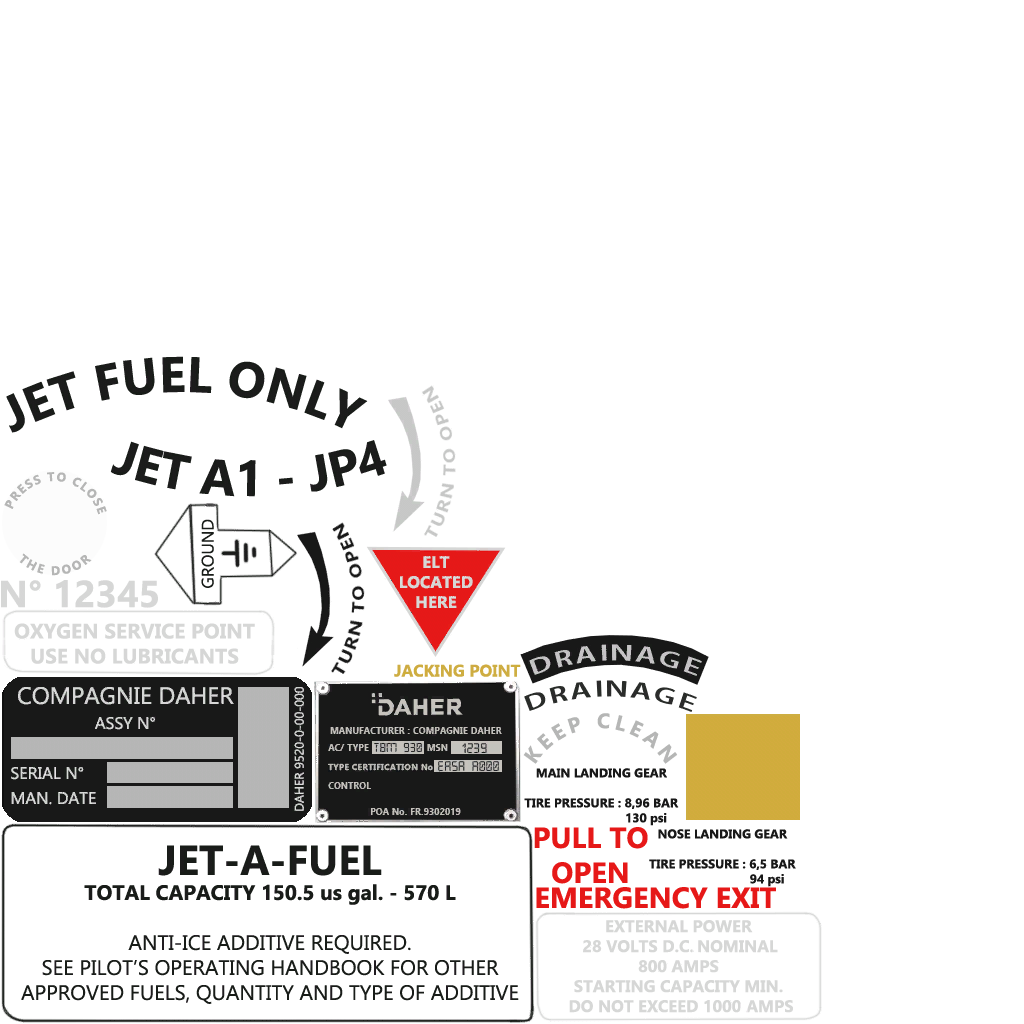 JET FUEL ONLY
JET A1 - JP4
TURN TO OPEN
PRESS TO CLOSE
THE DOOR
GROUND
TURN TO OPEN
ELT
LOCATED
HERE
N° 12345
OXYGEN SERVICE POINT
USE NO LUBRICANTS
JACKING POINT
DRAINAGE
DRAINAGE
KEEP CLEAN
COMPAGNIE DAHER
ASSY N°
SERIAL N°
MAN. DATE
DAHER 9520-0-00-000
DAHER
MANUFACTURER : COMPAGNIE DAHER
AC/ TYPE TBM 930 MSN 1239
TYPE CERTIFICATION No EASA A000
CONTROL
POA No. FR.9302019
MAIN LANDING GEAR
TIRE PRESSURE : 8,96 BAR
130 psi
PULL TO
OPEN
EMERGENCY EXIT
NOSE LANDING GEAR
TIRE PRESSURE : 6,5 BAR
94 psi
JET-A-FUEL
TOTAL CAPACITY 150.5 us gal. - 570 L
ANTI-ICE ADDITIVE REQUIRED.
SEE PILOT'S OPERATING HANDBOOK FOR OTHER
APPROVED FUELS, QUANTITY AND TYPE OF ADDITIVE
EXTERNAL POWER
28 VOLTS D.C. NOMINAL
800 AMPS
STARTING CAPACITY MIN.
DO NOT EXCEED 1000 AMPS